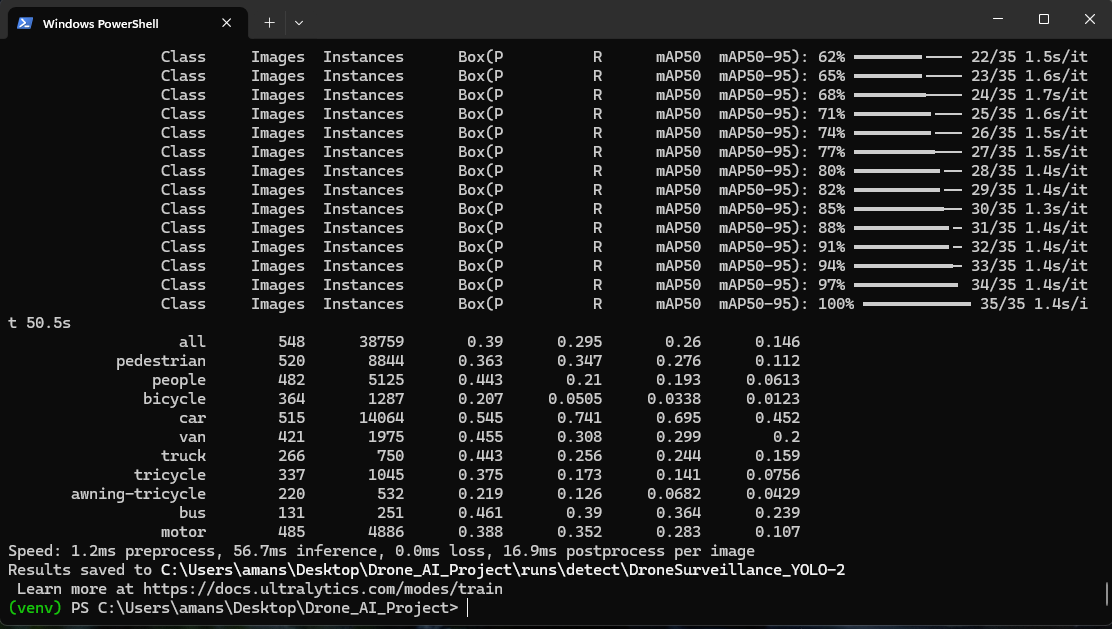 Windows PowerShell
Class Images Instances Box(P R mAP50 mAP50-95): 62% 22/35 1.5s/it
Class Images Instances Box(P R mAP50 mAP50-95): 65% 23/35 1.6s/it
Class Images Instances Box(P R mAP50 mAP50-95): 68% 24/35 1.7s/it
Class Images Instances Box(P R mAP50 mAP50-95): 71% 25/35 1.6s/it
Class Images Instances Box(P R mAP50 mAP50-95): 74% 26/35 1.5s/it
Class Images Instances Box(P R mAP50 mAP50-95): 77% 27/35 1.5s/it
Class Images Instances Box(P R mAP50 mAP50-95): 80% 28/35 1.4s/it
Class Images Instances Box(P R mAP50 mAP50-95): 82% 29/35 1.4s/it
Class Images Instances Box(P R mAP50 mAP50-95): 85% 30/35 1.3s/it
Class Images Instances Box(P R mAP50 mAP50-95): 88% 31/35 1.4s/it
Class Images Instances Box(P R mAP50 mAP50-95): 91% 32/35 1.4s/it
Class Images Instances Box(P R mAP50 mAP50-95): 94% 33/35 1.4s/it
Class Images Instances Box(P R mAP50 mAP50-95): 97% 34/35 1.4s/it
Class Images Instances Box(P R mAP50 mAP50-95): 100% 35/35 1.4s/i
t 50.5s
all 548 38759 0.39 0.295 0.26 0.146
pedestrian 520 8844 0.363 0.347 0.276 0.112
people 482 5125 0.443 0.21 0.193 0.0613
bicycle 364 1287 0.207 0.0505 0.0338 0.0123
car 515 14064 0.545 0.741 0.695 0.452
van 421 1975 0.455 0.308 0.299 0.2
truck 266 750 0.443 0.256 0.244 0.159
tricycle 337 1045 0.375 0.173 0.141 0.0756
awning-tricycle 220 532 0.219 0.126 0.0682 0.0429
bus 131 251 0.461 0.39 0.364 0.239
motor 485 4886 0.388 0.352 0.283 0.107
Speed: 1.2ms preprocess, 56.7ms inference, 0.0ms loss, 16.9ms postprocess per image
Results saved to C:\Users\amans\Desktop\Drone_AI_Project\runs\detect\DroneSurveillance_YOLO-2
Learn more at https://docs.ultralytics.com/modes/train
(venv) PS C:\Users\amans\Desktop\Drone_AI_Project>